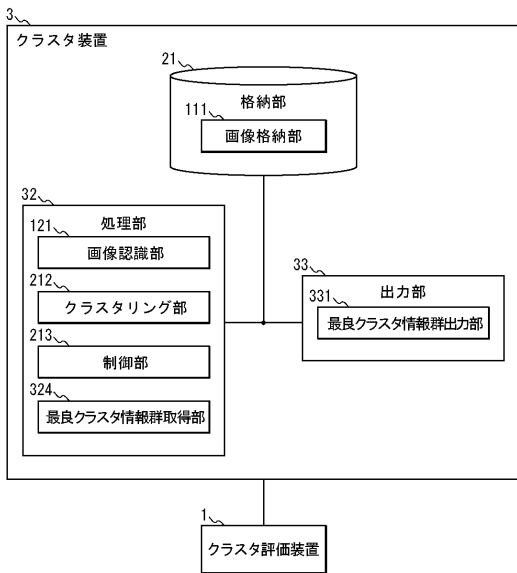 3
クラスタ装置
21
格納部
111
画像格納部
32
処理部
121
画像認識部
212
クラスタリング部
213
制御部
324
最良クラスタ情報群取得部
33
出力部
331
最良クラスタ情報群出力部
1
クラスタ評価装置